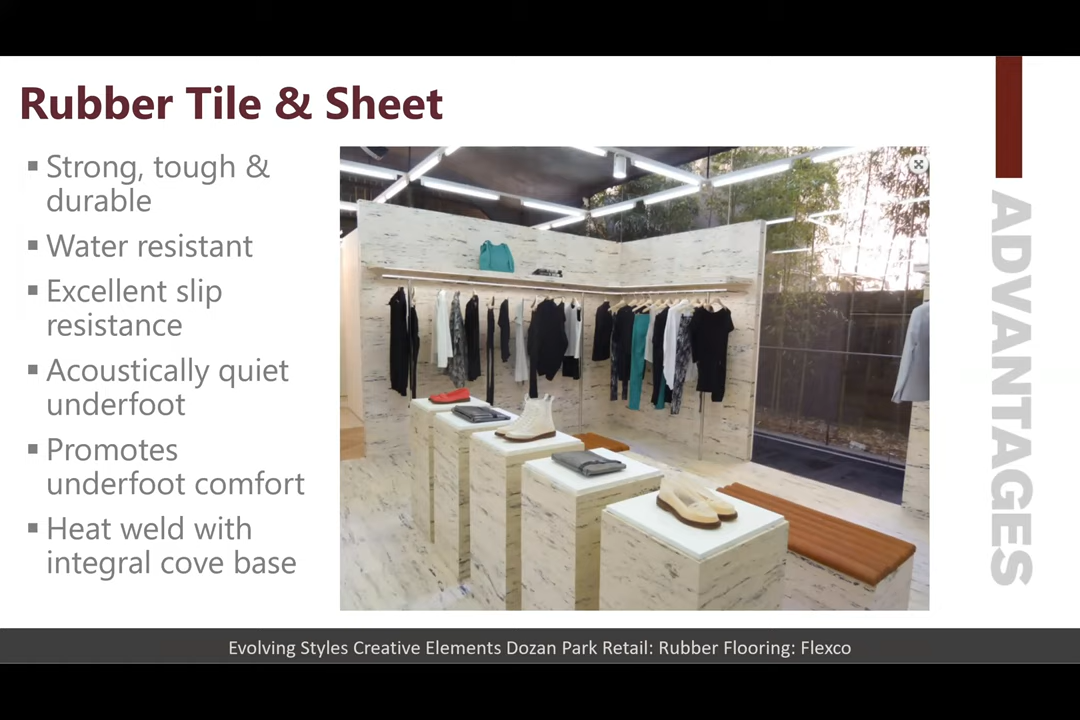 Rubber Tile & Sheet
▪ Strong, tough &
durable
▪ Water resistant
▪ Excellent slip
resistance
▪ Acoustically quiet
underfoot
▪ Promotes
underfoot comfort
▪ Heat weld with
integral cove base
ADVANTAGES
Evolving Styles Creative Elements Dozan Park Retail: Rubber Flooring: Flexco